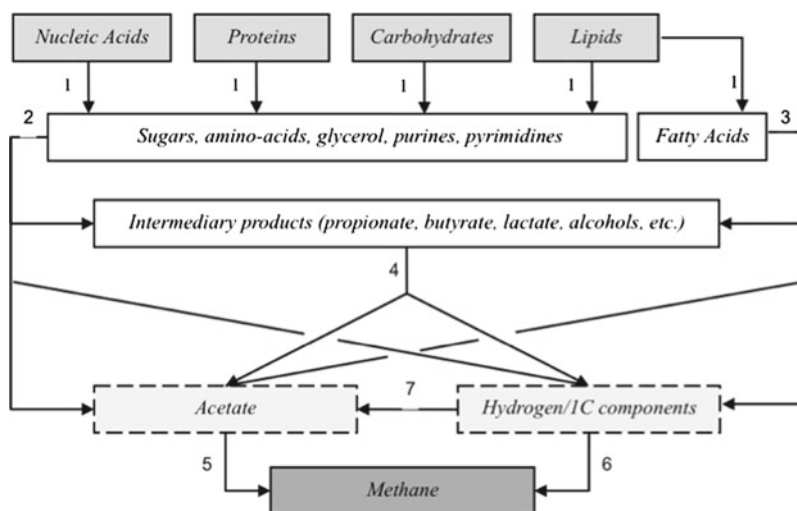 Nucleic Acids
Proteins
Carbohydrates
Lipids
1
1
1
1
1
2
3
Sugars, amino-acids, glycerol, purines, pyrimidines
Fatty Acids
Intermediary products (propionate, butyrate, lactate, alcohols, etc.)
4
7
Acetate
Hydrogen/1C components
5
6
Methane